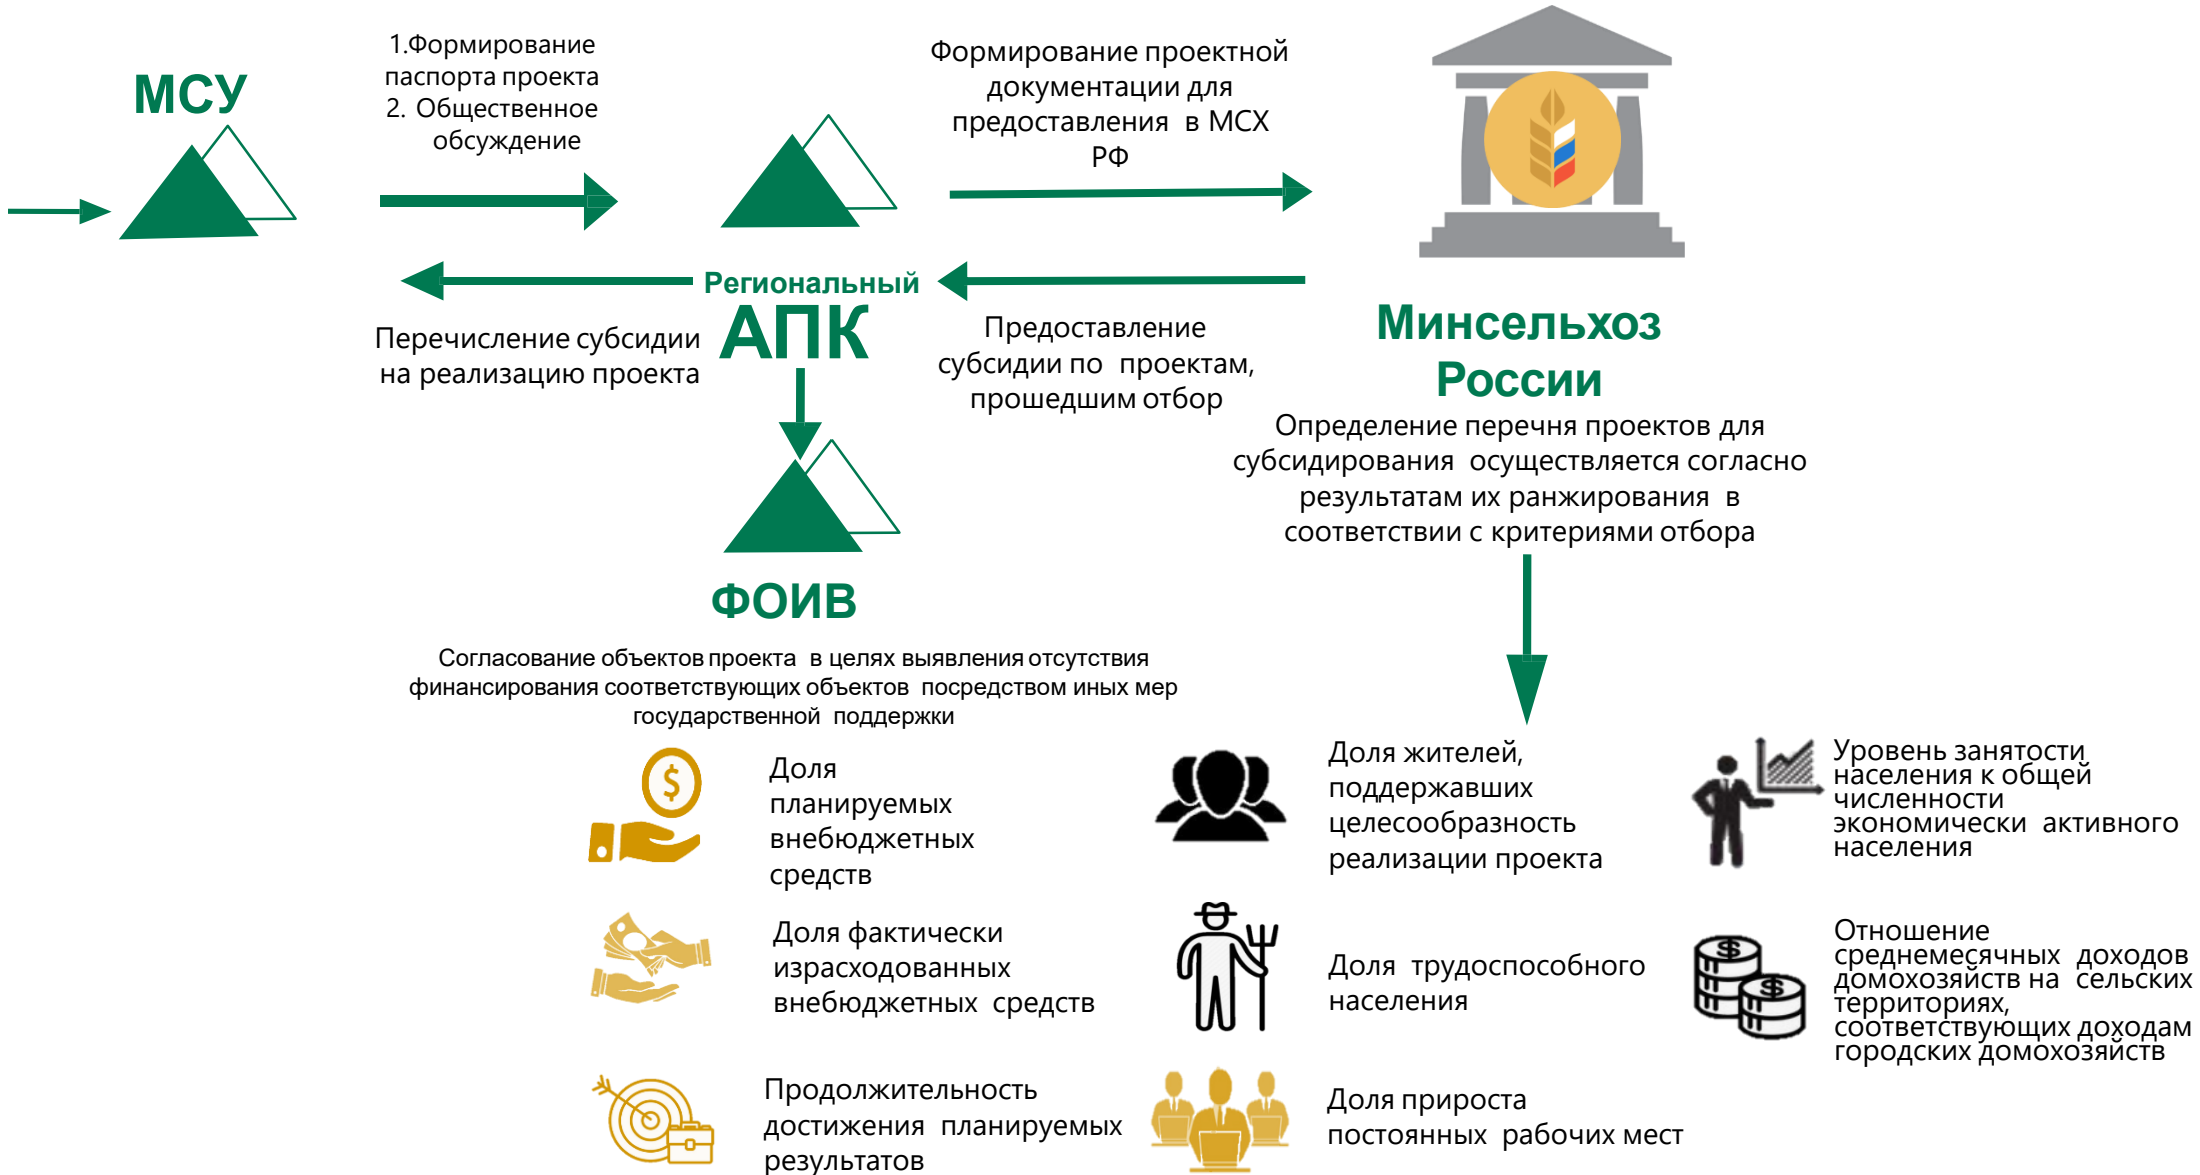 МСУ
1.Формирование
паспорта проекта
2. Общественное
обсуждение
Формирование проектной
документации для
предоставления в МСХ
РФ
Региональный
АПК
Перечисление субсидии
на реализацию проекта
Предоставление
субсидии по проектам,
прошедшим отбор
Минсельхоз
России
Определение перечня проектов для
субсидирования осуществляется согласно
результатам их ранжирования в
соответствии с критериями отбора
ФОИВ
Согласование объектов проекта в целях выявления отсутствия
финансирования соответствующих объектов посредством иных мер
государственной поддержки
Доля
планируемых
внебюджетных
средств
Доля жителей,
поддержавших
целесообразность
реализации проекта
Уровень занятости
населения к общей
численности
экономически активного
населения
Доля фактически
израсходованных
внебюджетных средств
Доля трудоспособного
населения
Отношение
среднемесячных доходов
домохозяйств на сельских
территориях,
соответствующих доходам
городских домохозяйств
Продолжительность
достижения планируемых
результатов
Доля прироста
постоянных рабочих мест